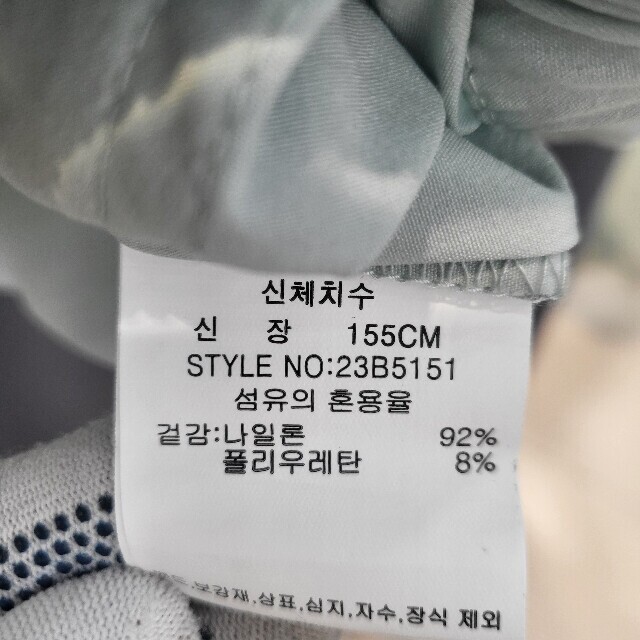 신체치수
신 장 155CM
STYLE NO:23B5151
섬유의 혼용율
겉감:나일론 92%
폴리우레탄 8%
보강재,상표,심지,자수,장식 제외